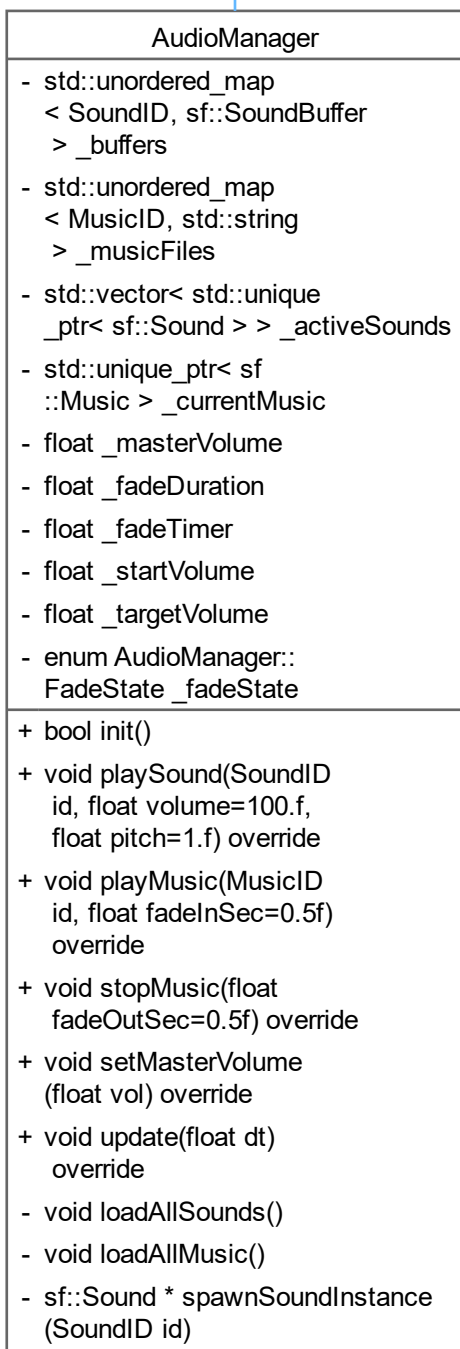 AudioManager
- std::unordered_map
< SoundID, sf::SoundBuffer
> _buffers
- std::unordered_map
< MusicID, std::string
> _musicFiles
- std::vector< std::unique
_ptr< sf::Sound > > _activeSounds
- std::unique_ptr< sf
::Music > _currentMusic
- float _masterVolume
- float _fadeDuration
- float _fadeTimer
- float _startVolume
- float _targetVolume
- enum AudioManager::
FadeState _fadeState
+ bool init()
+ void playSound(SoundID
id, float volume=100.f,
float pitch=1.f) override
+ void playMusic(MusicID
id, float fadeInSec=0.5f)
override
+ void stopMusic(float
fadeOutSec=0.5f) override
+ void setMasterVolume
(float vol) override
+ void update(float dt)
override
- void loadAllSounds()
- void loadAllMusic()
- sf::Sound * spawnSoundInstance
(SoundID id)